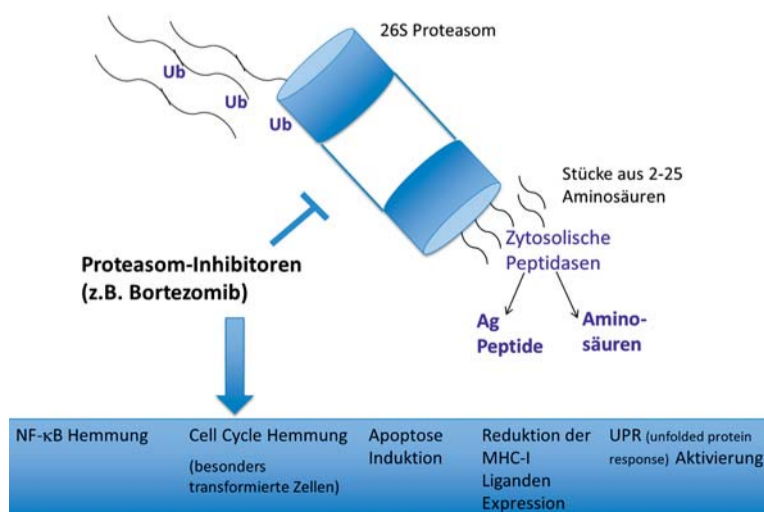 26S Proteasom
Ub
Ub
Ub
Stücke aus 2-25
Aminosäuren
Zytosolische
Peptidasen
Proteasom-Inhibitoren
(z.B. Bortezomib)
Ag
Peptide
Amino-
säuren
NF-κB Hemmung
Cell Cycle Hemmung
(besonders
transformierte Zellen)
Apoptose
Induktion
Reduktion der
MHC-I
Liganden
Expression
UPR (unfolded protein
response) Aktivierung